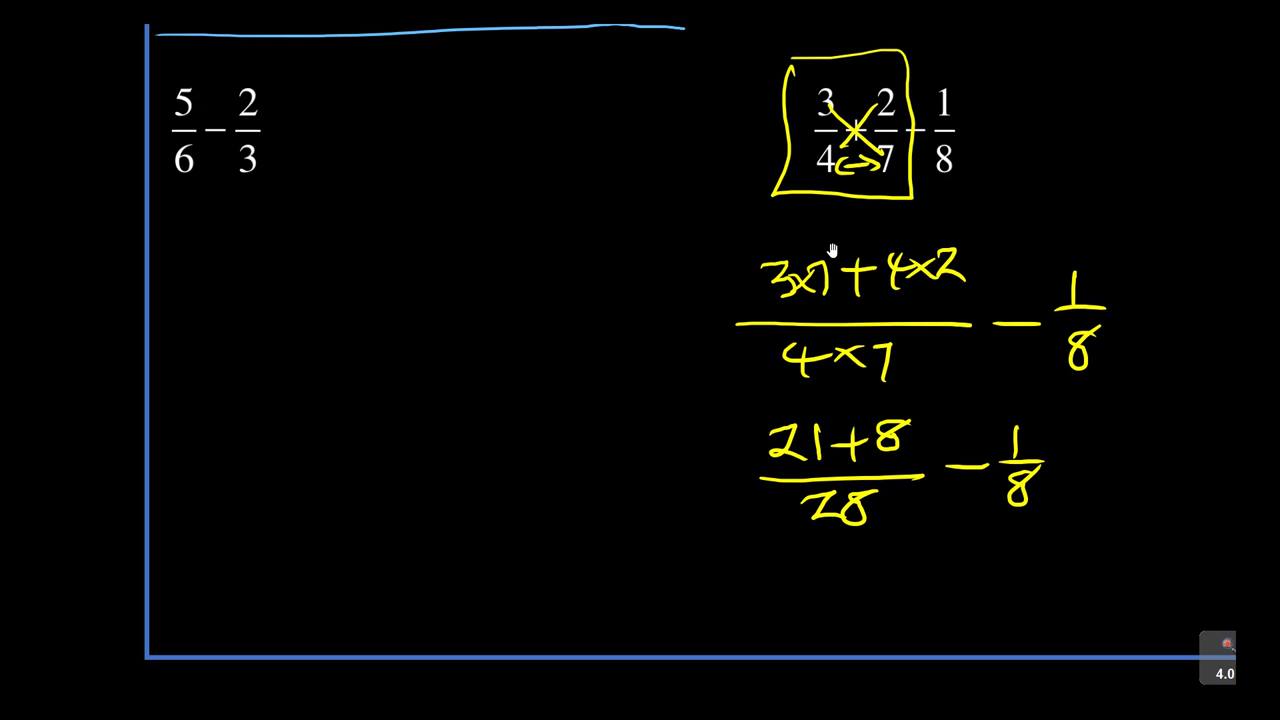 5/6 − 2/3
3/4 + 2/7 − 1/8
(3×7 + 4×2)/(4×7) − 1/8
(21+8)/28 − 1/8
4.0